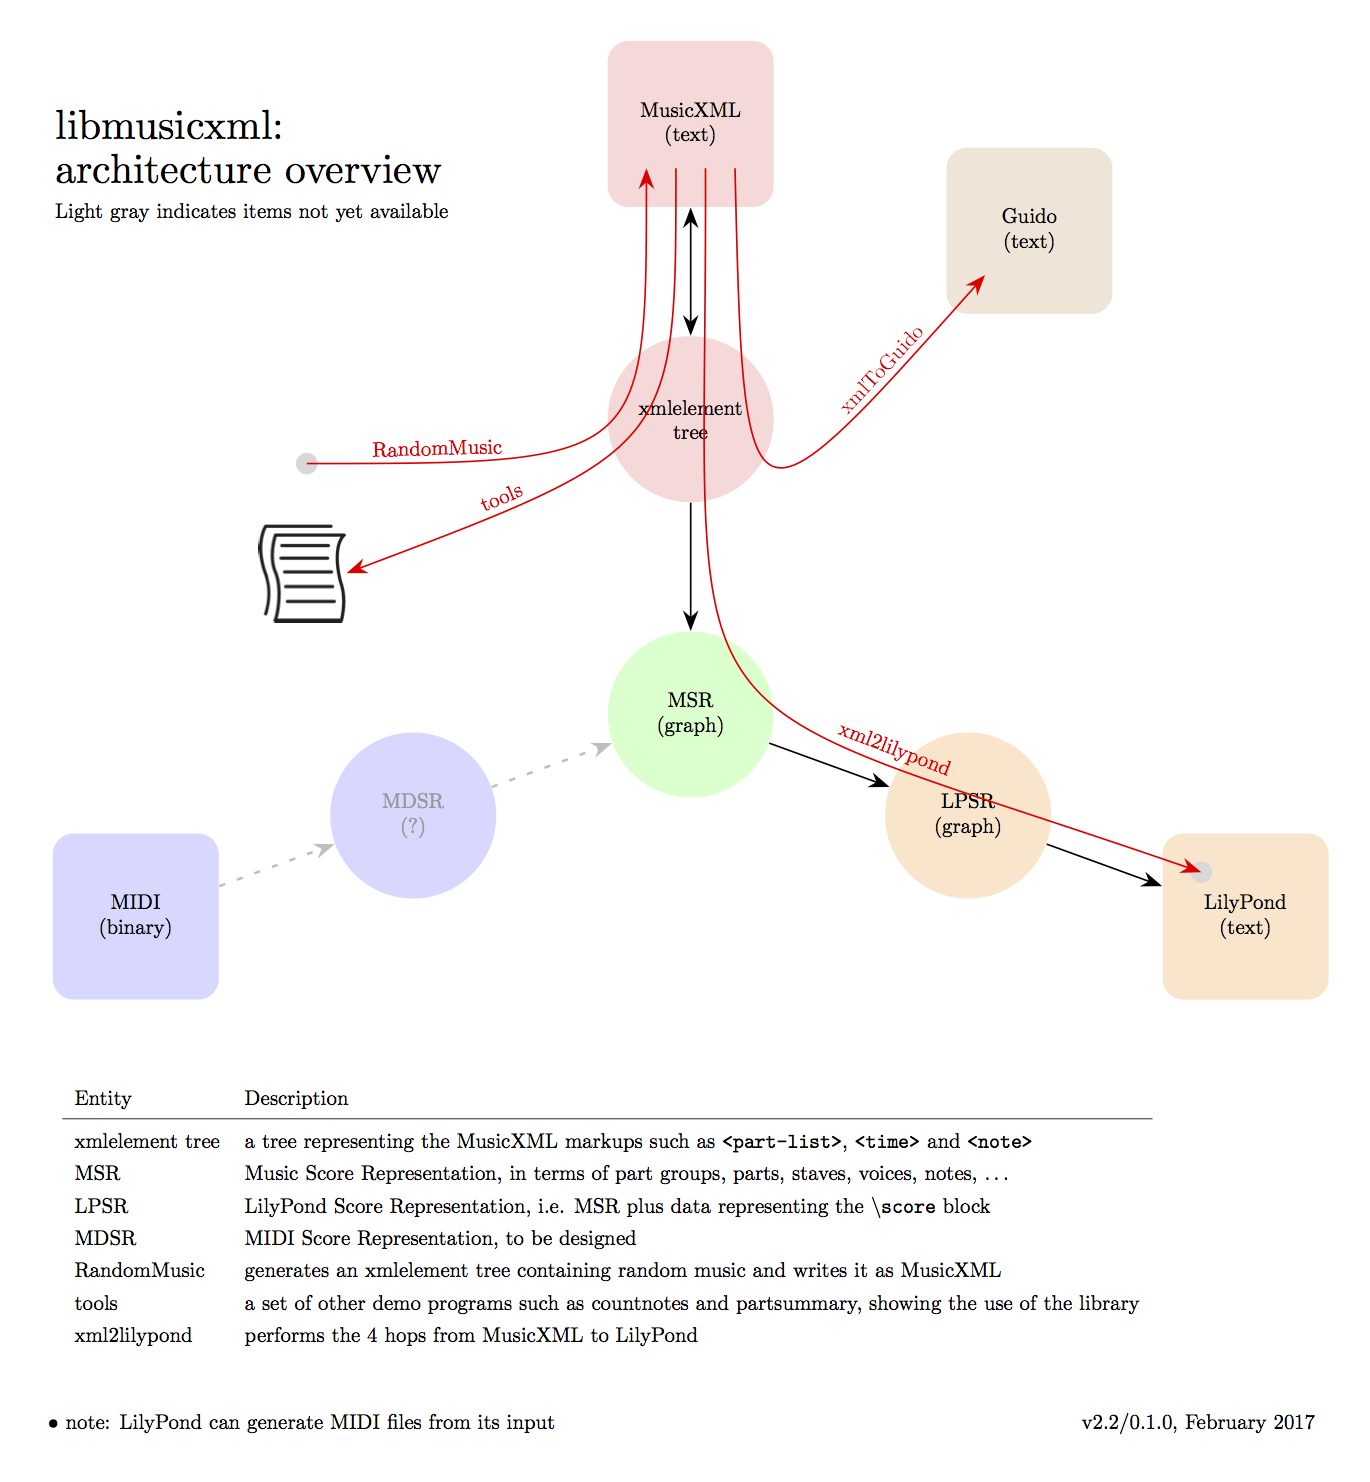 libmusicxml:
architecture overview
Light gray indicates items not yet available
MusicXML
(text)
Guido
(text)
xmlToGuido
xmlelement
tree
RandomMusic
tools
MSR
(graph)
xml2lilypond
MDSR
(?)
LPSR
(graph)
MIDI
(binary)
LilyPond
(text)
Entity Description
xmlelement tree a tree representing the MusicXML markups such as <part-list>, <time> and <note>
MSR Music Score Representation, in terms of part groups, parts, staves, voices, notes, ...
LPSR LilyPond Score Representation, i.e. MSR plus data representing the \score block
MDSR MIDI Score Representation, to be designed
RandomMusic generates an xmlelement tree containing random music and writes it as MusicXML
tools a set of other demo programs such as countnotes and partsummary, showing the use of the library
xml2lilypond performs the 4 hops from MusicXML to LilyPond
• note: LilyPond can generate MIDI files from its input
v2.2/0.1.0, February 2017